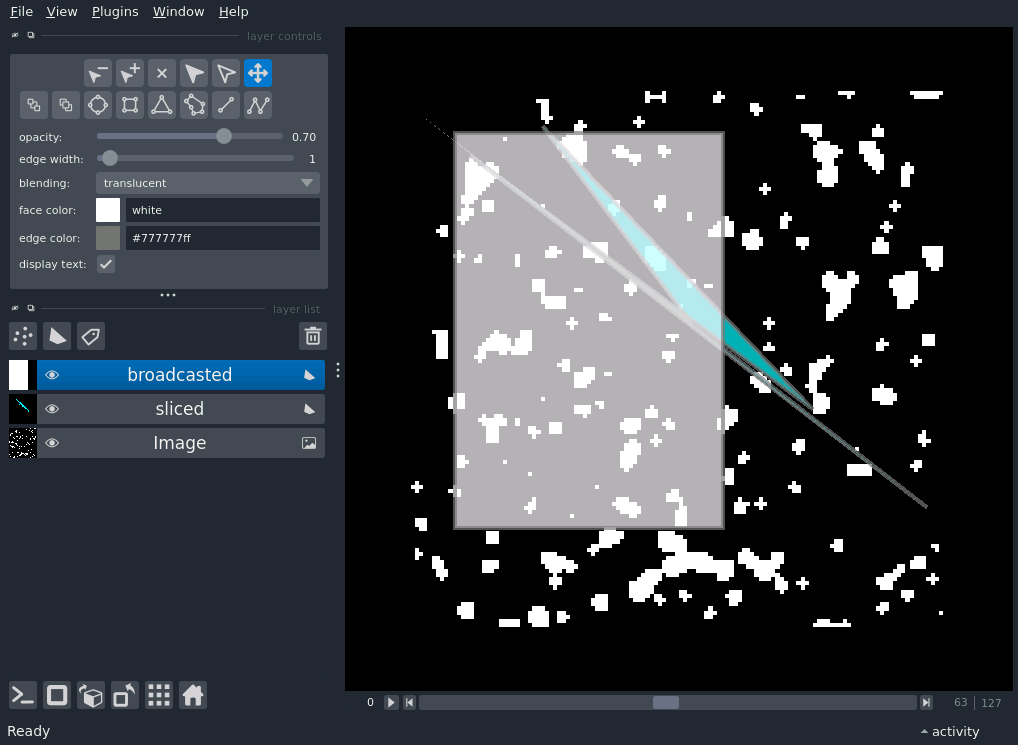 File View Plugins Window Help
layer controls
opacity: 0.70
edge width: 1
blending: translucent
face color: white
edge color: #777777ff
display text:
layer list
broadcasted
sliced
Image
0 63 | 127
Ready activity